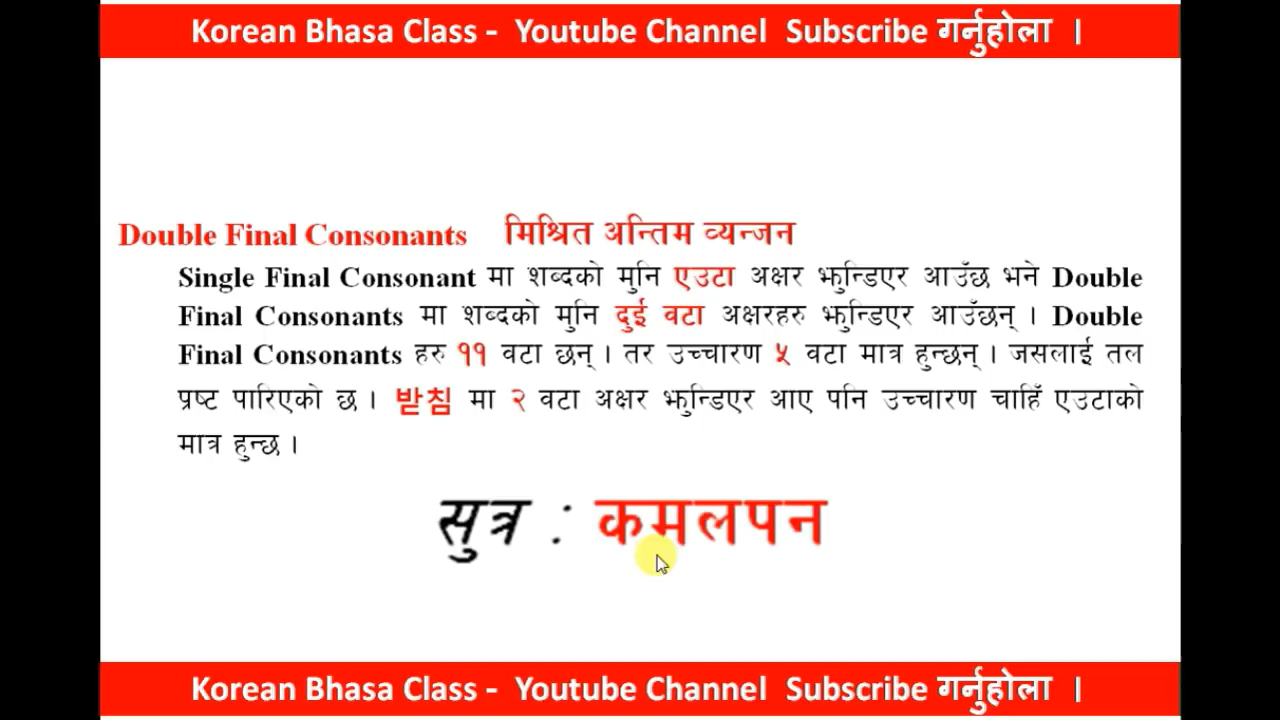 Korean Bhasa Class - Youtube Channel Subscribe गर्नुहोला ।
Double Final Consonants मिश्रित अन्तिम व्यन्जन
Single Final Consonant मा शब्दको मुनि एउटा अक्षर झुन्डिएर आउँछ भने Double
Final Consonants मा शब्दको मुनि दुई वटा अक्षरहरु झुन्डिएर आउँछन् । Double
Final Consonants हरु ११ वटा छन् । तर उच्चारण ५ वटा मात्र हुन्छन् । जसलाई तल
प्रष्ट पारिएको छ । 받침 मा २ वटा अक्षर झुन्डिएर आए पनि उच्चारण चाहिँ एउटाको
मात्र हुन्छ ।
सुत्र : कमलपन
Korean Bhasa Class - Youtube Channel Subscribe गर्नुहोला ।